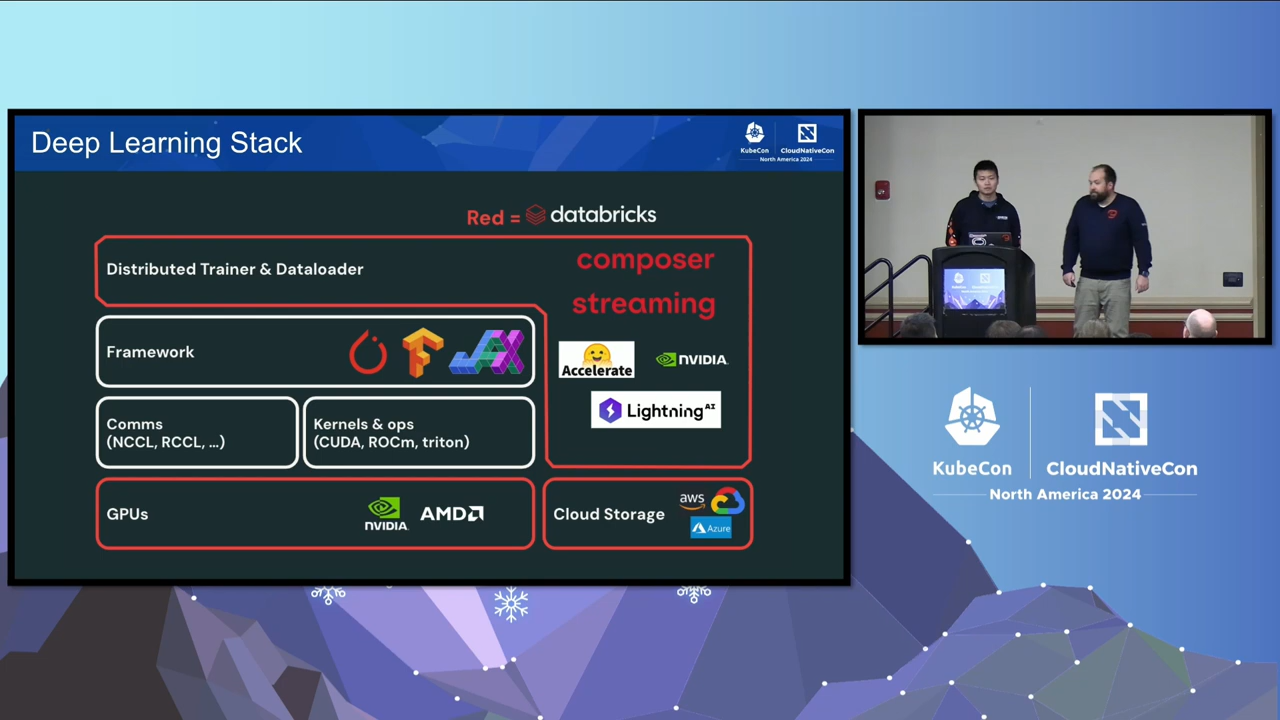 Deep Learning Stack
KubeCon
CloudNativeCon
North America 2024
Red = databricks
Distributed Trainer & Dataloader
composer
streaming
Framework
Accelerate
NVIDIA
Lightning AI
Comms
(NCCL, RCCL, ...)
Kernels & ops
(CUDA, ROCm, triton)
GPUs
NVIDIA
AMD
Cloud Storage
aws
Azure
KubeCon
CloudNativeCon
North America 2024